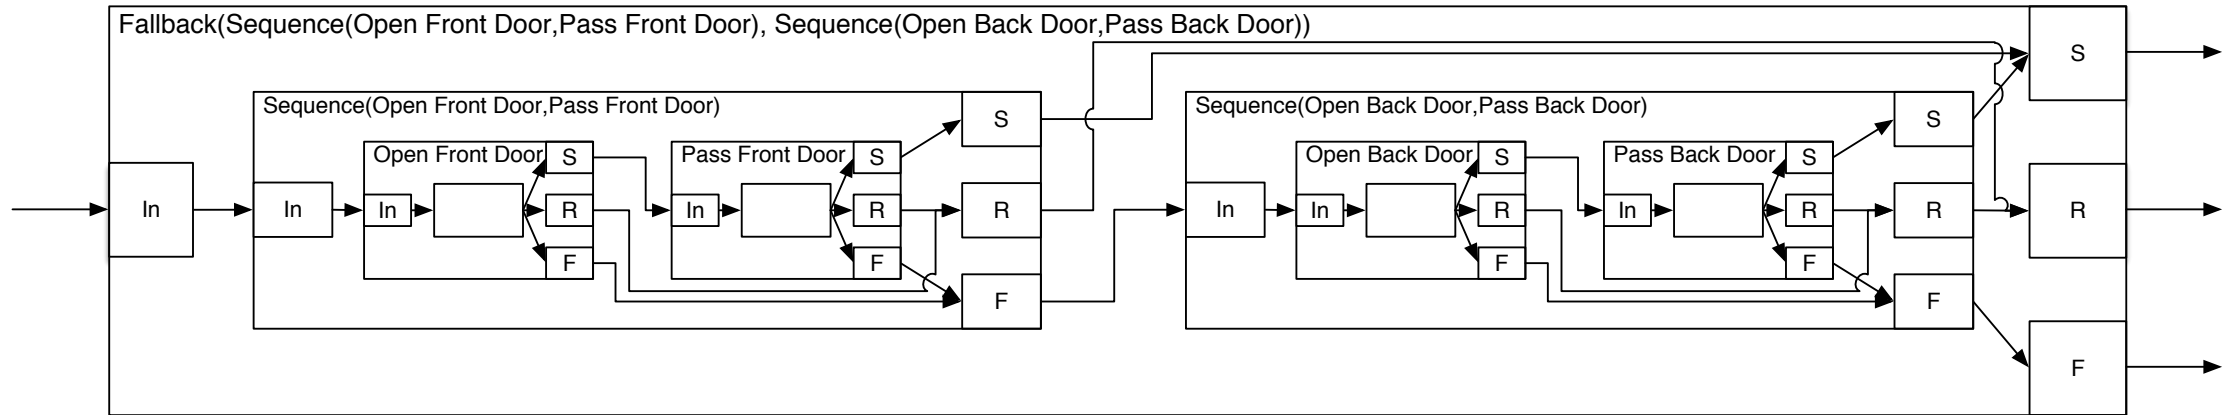 Fallback(Sequence(Open Front Door,Pass Front Door), Sequence(Open Back Door,Pass Back Door))
In
S
R
F
Sequence(Open Front Door,Pass Front Door)
In
S
R
F
Open Front Door
In
S
R
F
Pass Front Door
In
S
R
F
Sequence(Open Back Door,Pass Back Door)
In
S
R
F
Open Back Door
In
S
R
F
Pass Back Door
In
S
R
F